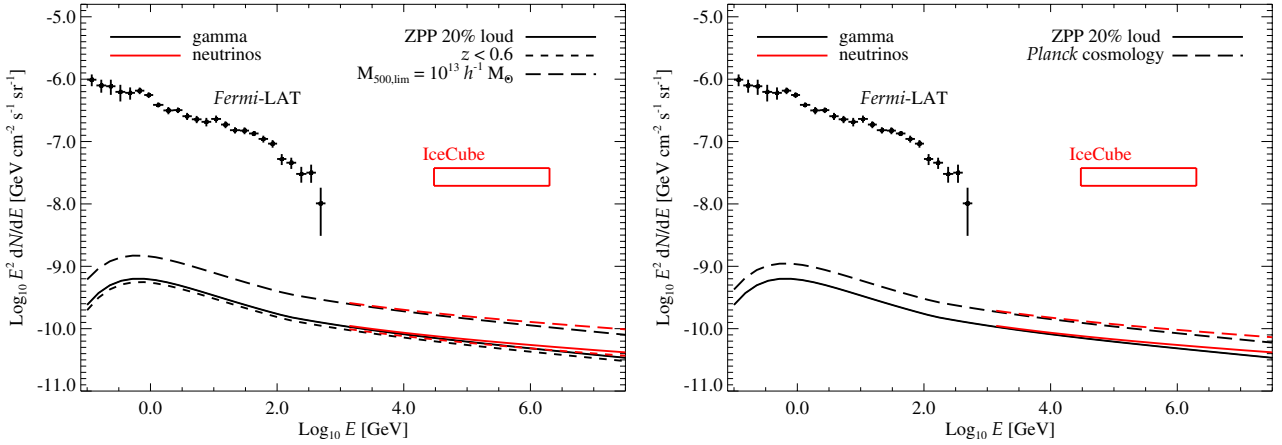 gamma
neutrinos
ZPP 20% loud
z < 0.6
M500,lim = 10^13 h^-1 M⊙
Fermi-LAT
IceCube
-5.0
-6.0
-7.0
-8.0
-9.0
-10.0
-11.0
0.0 2.0 4.0 6.0
Log10 E [GeV]
Log10 E^2 dN/dE [GeV cm^-2 s^-1 sr^-1]
gamma
neutrinos
ZPP 20% loud
Planck cosmology
Fermi-LAT
IceCube
-5.0
-6.0
-7.0
-8.0
-9.0
-10.0
-11.0
0.0 2.0 4.0 6.0
Log10 E [GeV]
Log10 E^2 dN/dE [GeV cm^-2 s^-1 sr^-1]